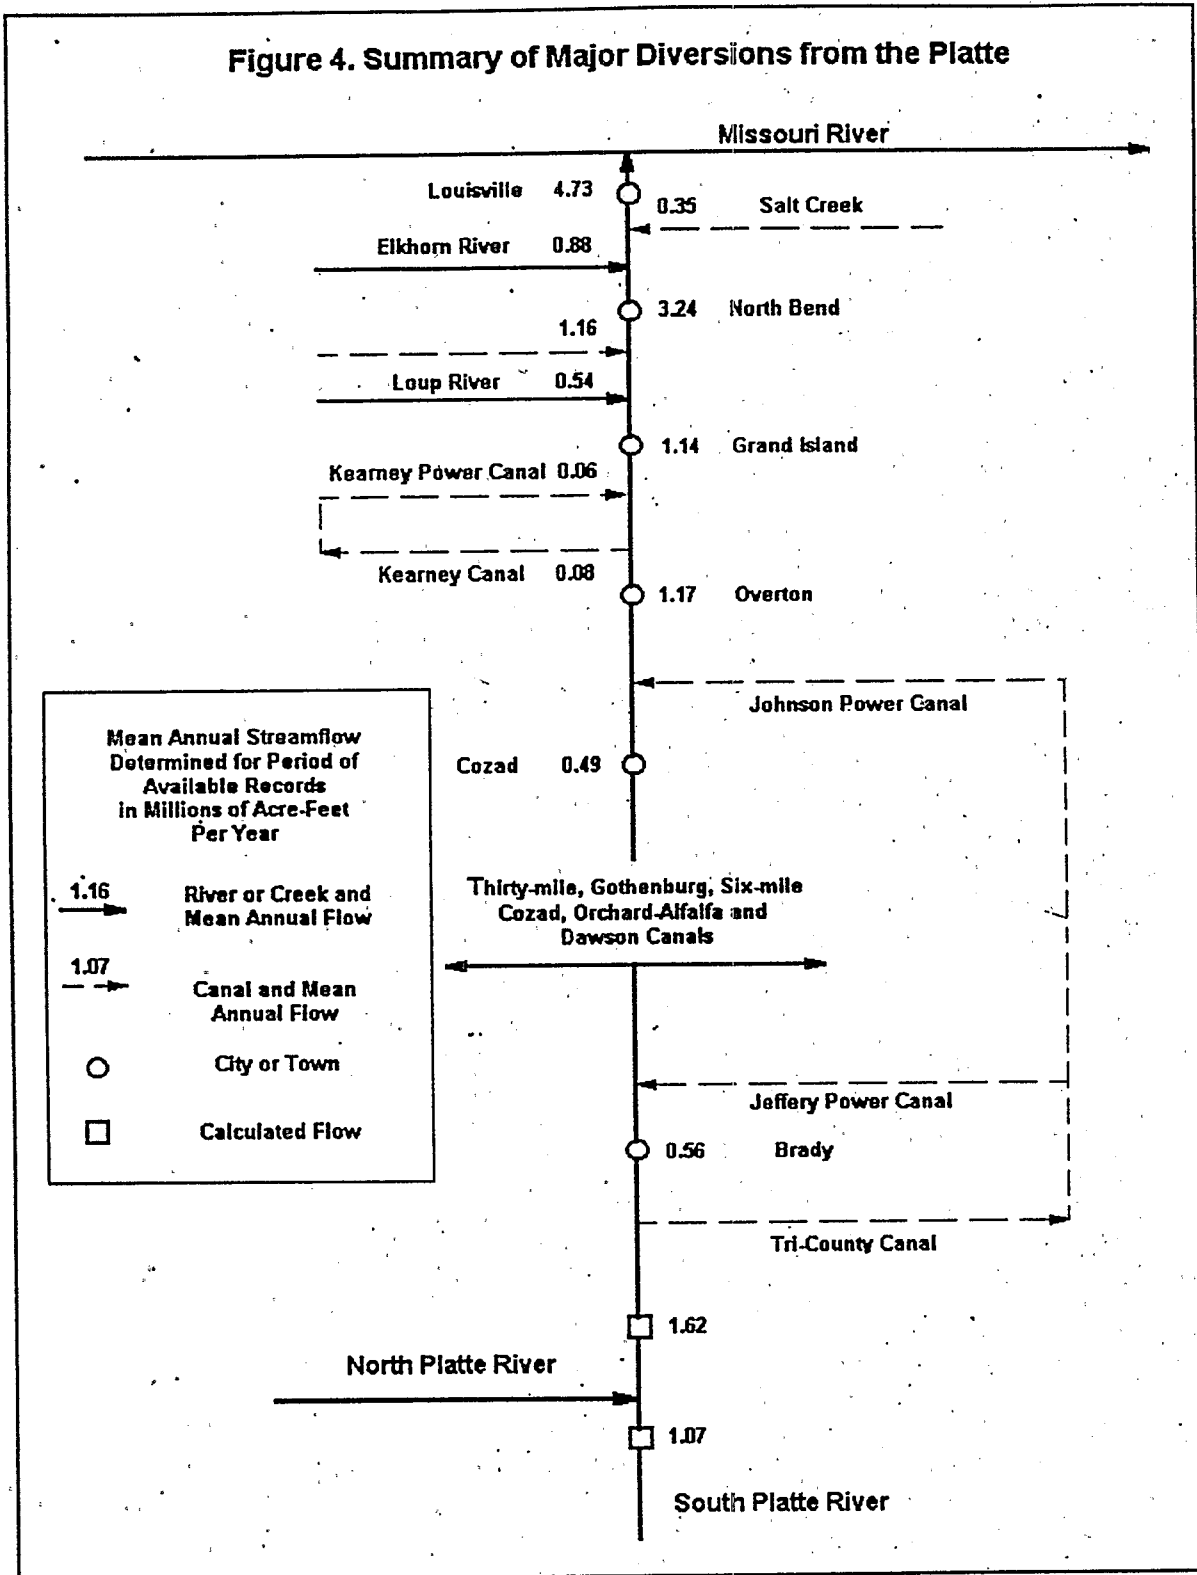 Figure 4. Summary of Major Diversions from the Platte
Missouri River
Louisville 4.73
0.35 Salt Creek
Elkhorn River 0.88
3.24 North Bend
1.16
Loup River 0.54
1.14 Grand Island
Kearney Power Canal 0.06
Kearney Canal 0.08
1.17 Overton
Johnson Power Canal
Cozad 0.49
Mean Annual Streamflow
Determined for Period of
Available Records
in Millions of Acre-Feet
Per Year
1.16 River or Creek and
Mean Annual Flow
1.07
Canal and Mean
Annual Flow
City or Town
Calculated Flow
Thirty-mile, Gothenburg, Six-mile
Cozad, Orchard-Alfalfa and
Dawson Canals
Jeffery Power Canal
0.56 Brady
Tri-County Canal
1.62
North Platte River
1.07
South Platte River